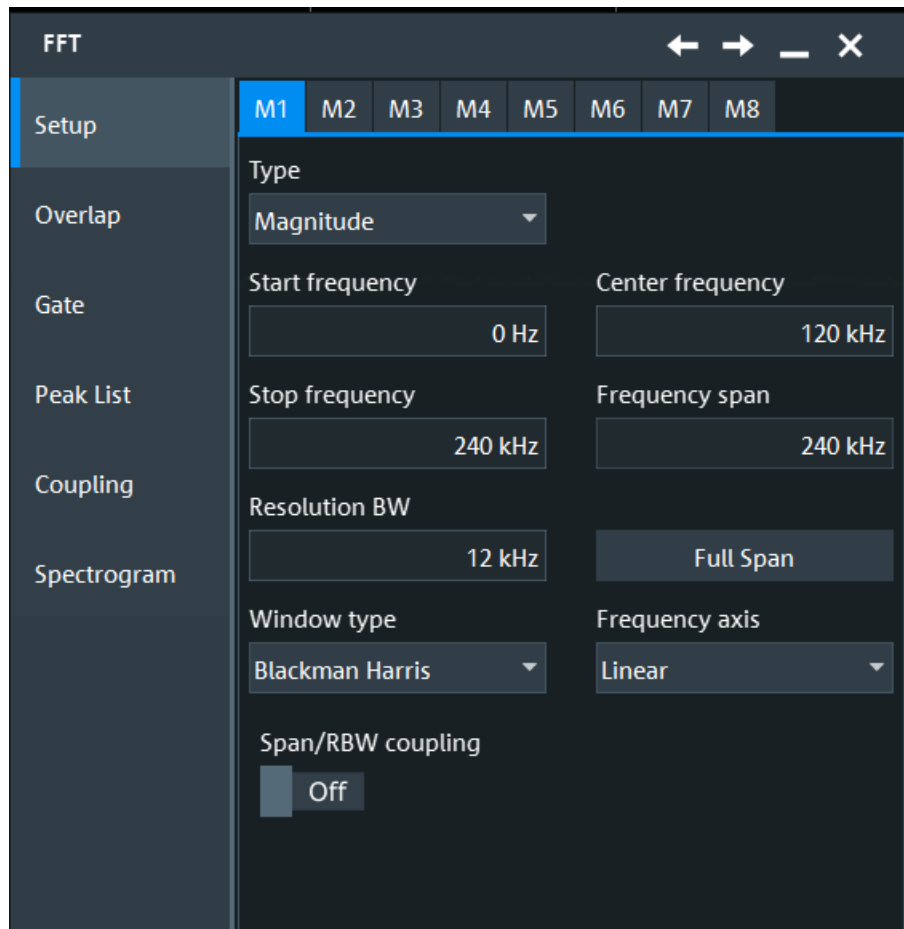 FFT
Setup
Overlap
Gate
Peak List
Coupling
Spectrogram
M1 M2 M3 M4 M5 M6 M7 M8
Type
Magnitude
Start frequency Center frequency
0 Hz 120 kHz
Stop frequency Frequency span
240 kHz 240 kHz
Resolution BW
12 kHz Full Span
Window type Frequency axis
Blackman Harris Linear
Span/RBW coupling
Off